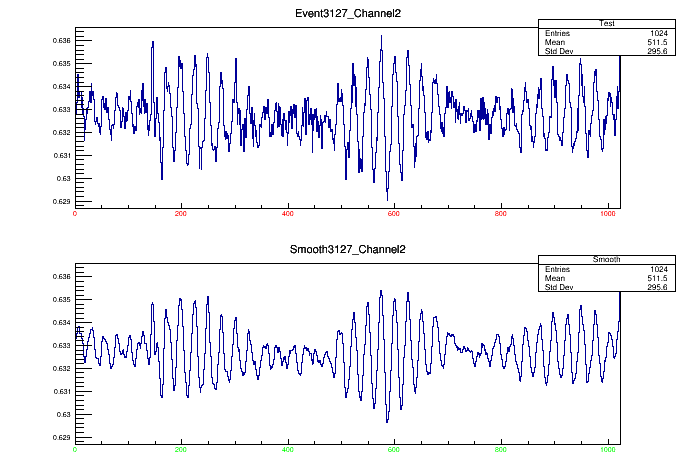 Event3127_Channel2
Test
Entries 1024
Mean 511.5
Std Dev 295.6
0.636
0.635
0.634
0.633
0.632
0.631
0.63
0.629
0 200 400 600 800 1000
Smooth3127_Channel2
Smooth
Entries 1024
Mean 511.5
Std Dev 295.6
0.636
0.635
0.634
0.633
0.632
0.631
0.63
0.629
0 200 400 600 800 1000